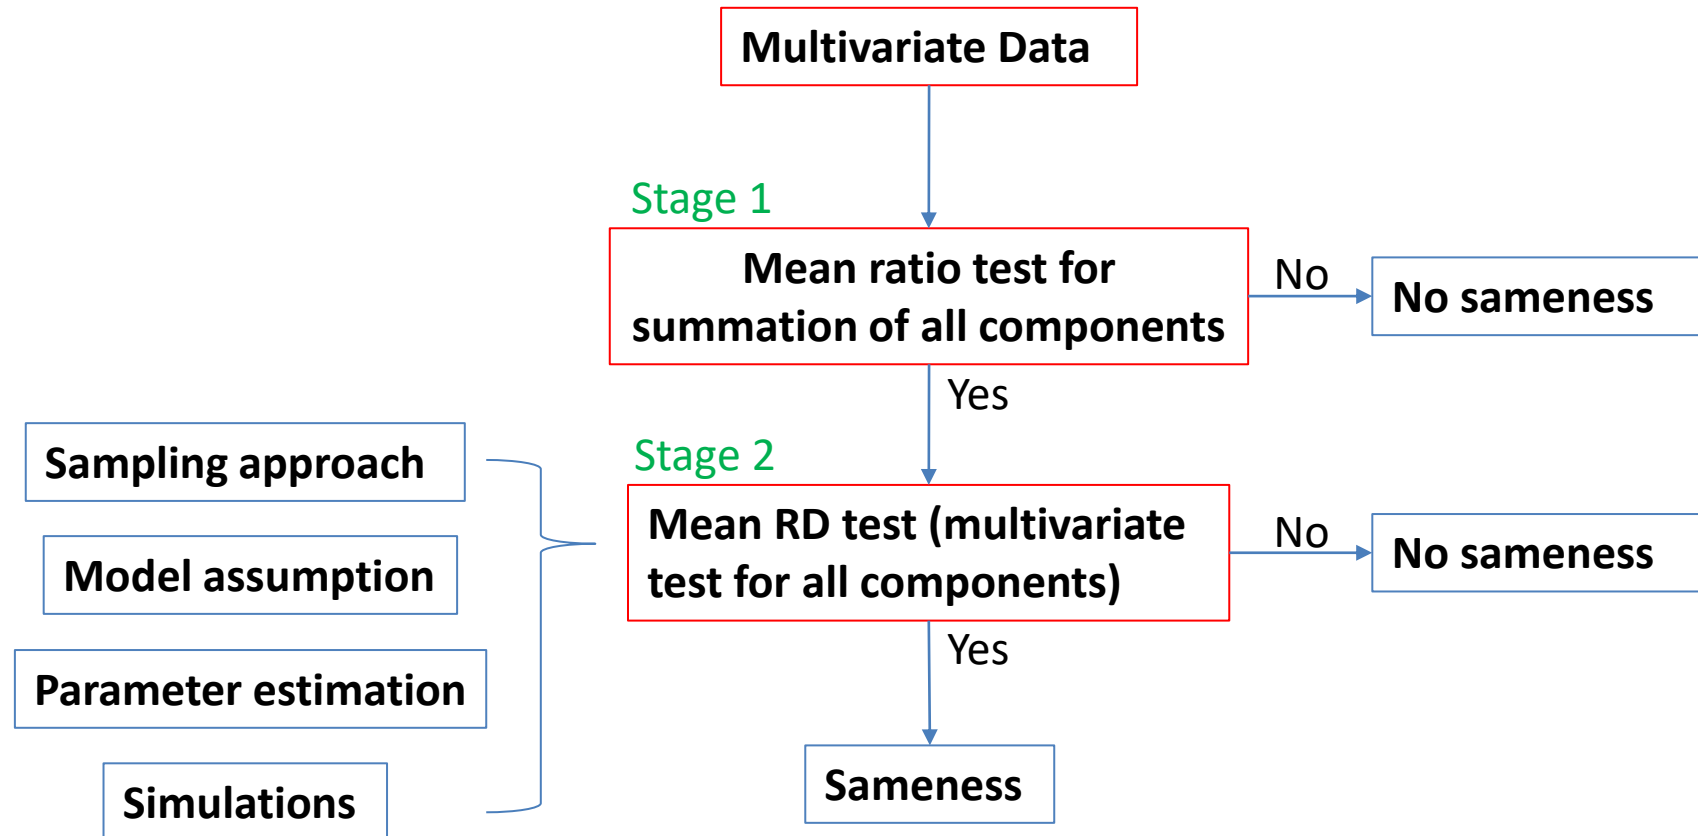 Multivariate Data
Stage 1
Mean ratio test for
summation of all components
No
No sameness
Yes
Stage 2
Mean RD test (multivariate
test for all components)
No
No sameness
Yes
Sameness
Sampling approach
Model assumption
Parameter estimation
Simulations